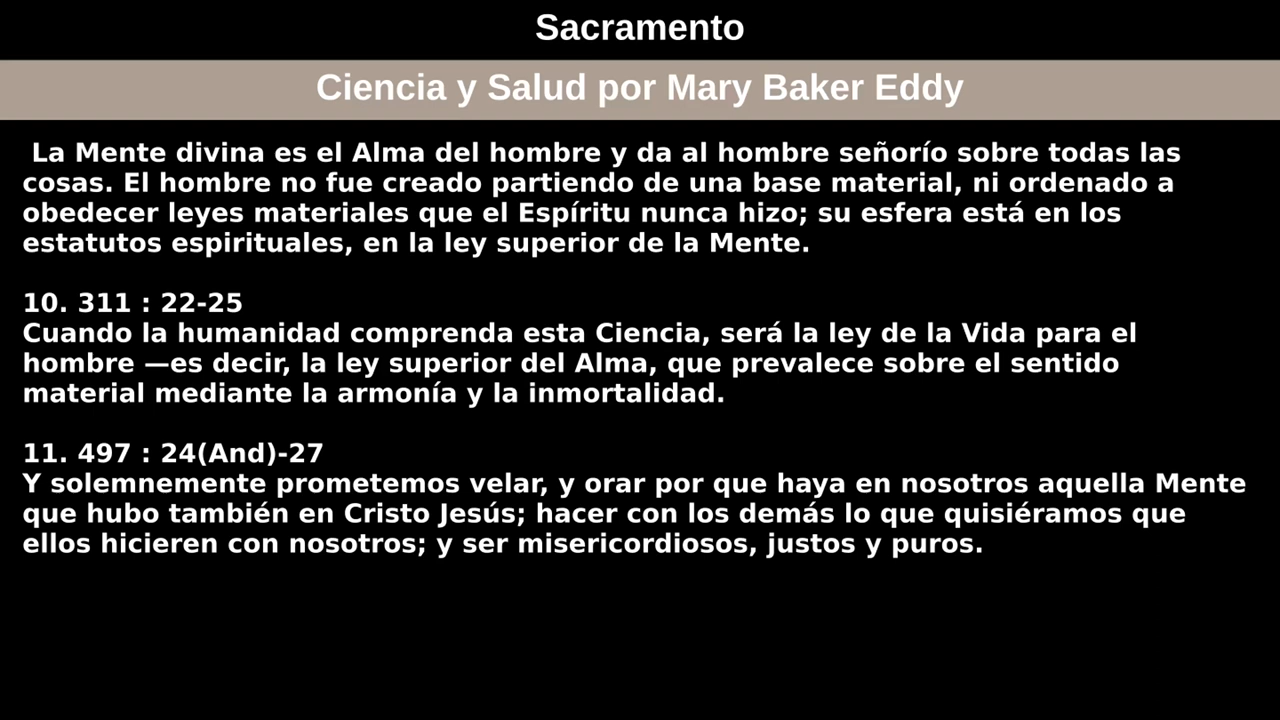 Sacramento
Ciencia y Salud por Mary Baker Eddy
La Mente divina es el Alma del hombre y da al hombre señorío sobre todas las
cosas. El hombre no fue creado partiendo de una base material, ni ordenado a
obedecer leyes materiales que el Espíritu nunca hizo; su esfera está en los
estatutos espirituales, en la ley superior de la Mente.
10. 311 : 22-25
Cuando la humanidad comprenda esta Ciencia, será la ley de la Vida para el
hombre —es decir, la ley superior del Alma, que prevalece sobre el sentido
material mediante la armonía y la inmortalidad.
11. 497 : 24(And)-27
Y solemnemente prometemos velar, y orar por que haya en nosotros aquella Mente
que hubo también en Cristo Jesús; hacer con los demás lo que quisiéramos que
ellos hicieren con nosotros; y ser misericordiosos, justos y puros.